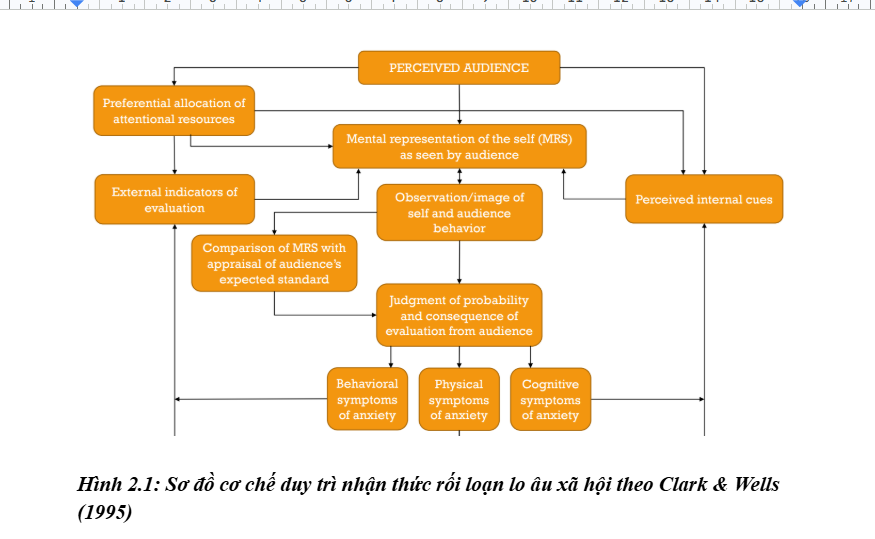 PERCEIVED AUDIENCE
Preferential allocation of
attentional resources
Mental representation of the self (MRS)
as seen by audience
External indicators of
evaluation
Observation/image of
self and audience
behavior
Perceived internal cues
Comparison of MRS with
appraisal of audience's
expected standard
Judgment of probability
and consequence of
evaluation from audience
Behavioral
symptoms
of anxiety
Physical
symptoms
of anxiety
Cognitive
symptoms
of anxiety
Hình 2.1: Sơ đồ cơ chế duy trì nhận thức rối loạn lo âu xã hội theo Clark & Wells
(1995)